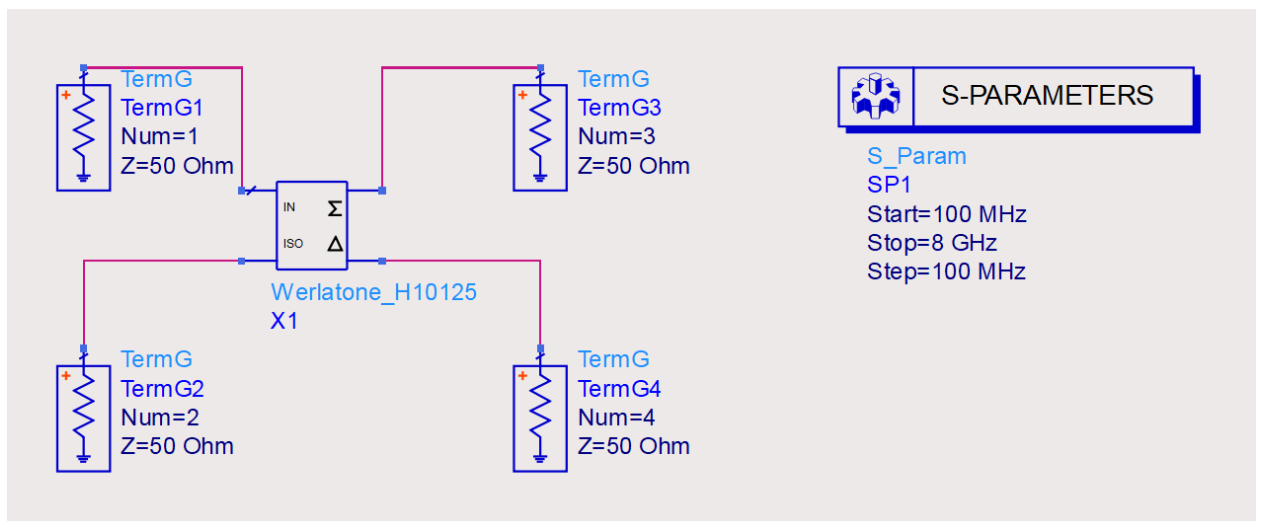 TermG
TermG1
Num=1
Z=50 Ohm
TermG
TermG3
Num=3
Z=50 Ohm
S-PARAMETERS
S_Param
SP1
Start=100 MHz
Stop=8 GHz
Step=100 MHz
IN Σ
ISO Δ
Werlatone_H10125
X1
TermG
TermG2
Num=2
Z=50 Ohm
TermG
TermG4
Num=4
Z=50 Ohm